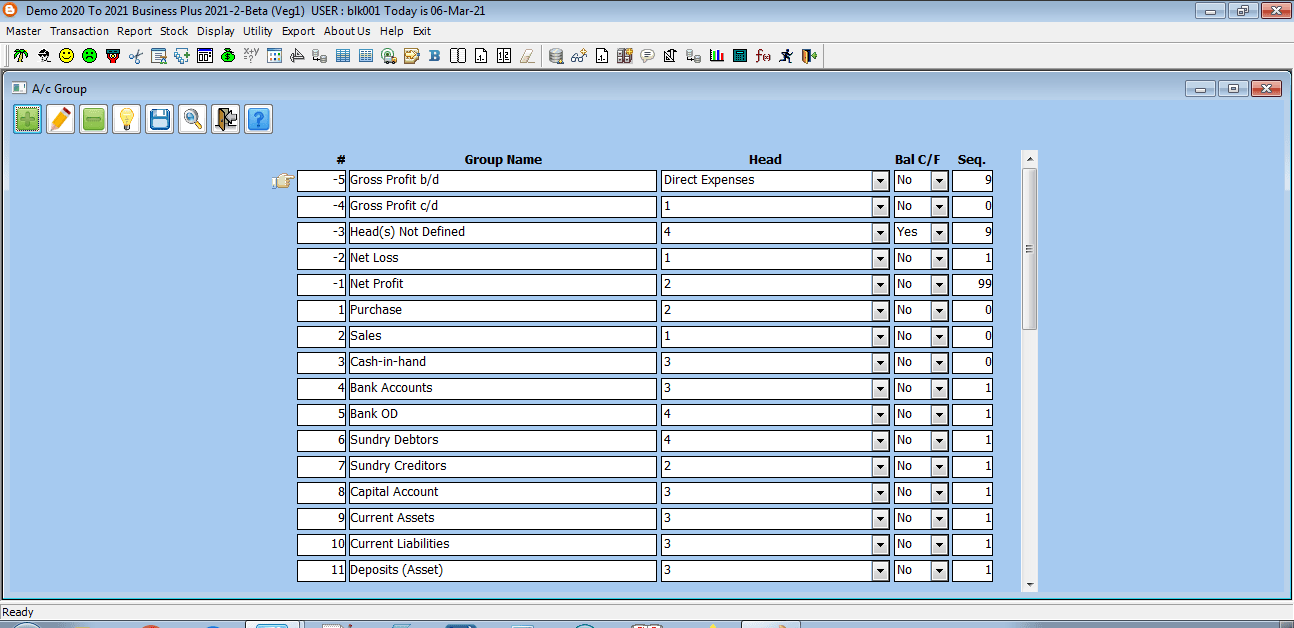 Demo 2020 To 2021 Business Plus 2021-2-Beta (Veg1)  USER : blk001 Today is 06-Mar-21
Master Transaction Report Stock Display Utility Export About Us Help Exit
A/c Group
# Group Name Head Bal C/F Seq.
-5 Gross Profit b/d Direct Expenses No 9
-4 Gross Profit c/d 1 No 0
-3 Head(s) Not Defined 4 Yes 9
-2 Net Loss 1 No 1
-1 Net Profit 2 No 99
1 Purchase 2 No 0
2 Sales 1 No 0
3 Cash-in-hand 3 No 0
4 Bank Accounts 3 No 1
5 Bank OD 4 No 1
6 Sundry Debtors 4 No 1
7 Sundry Creditors 2 No 1
8 Capital Account 3 No 1
9 Current Assets 3 No 1
10 Current Liabilities 3 No 1
11 Deposits (Asset) 3 No 1
Ready